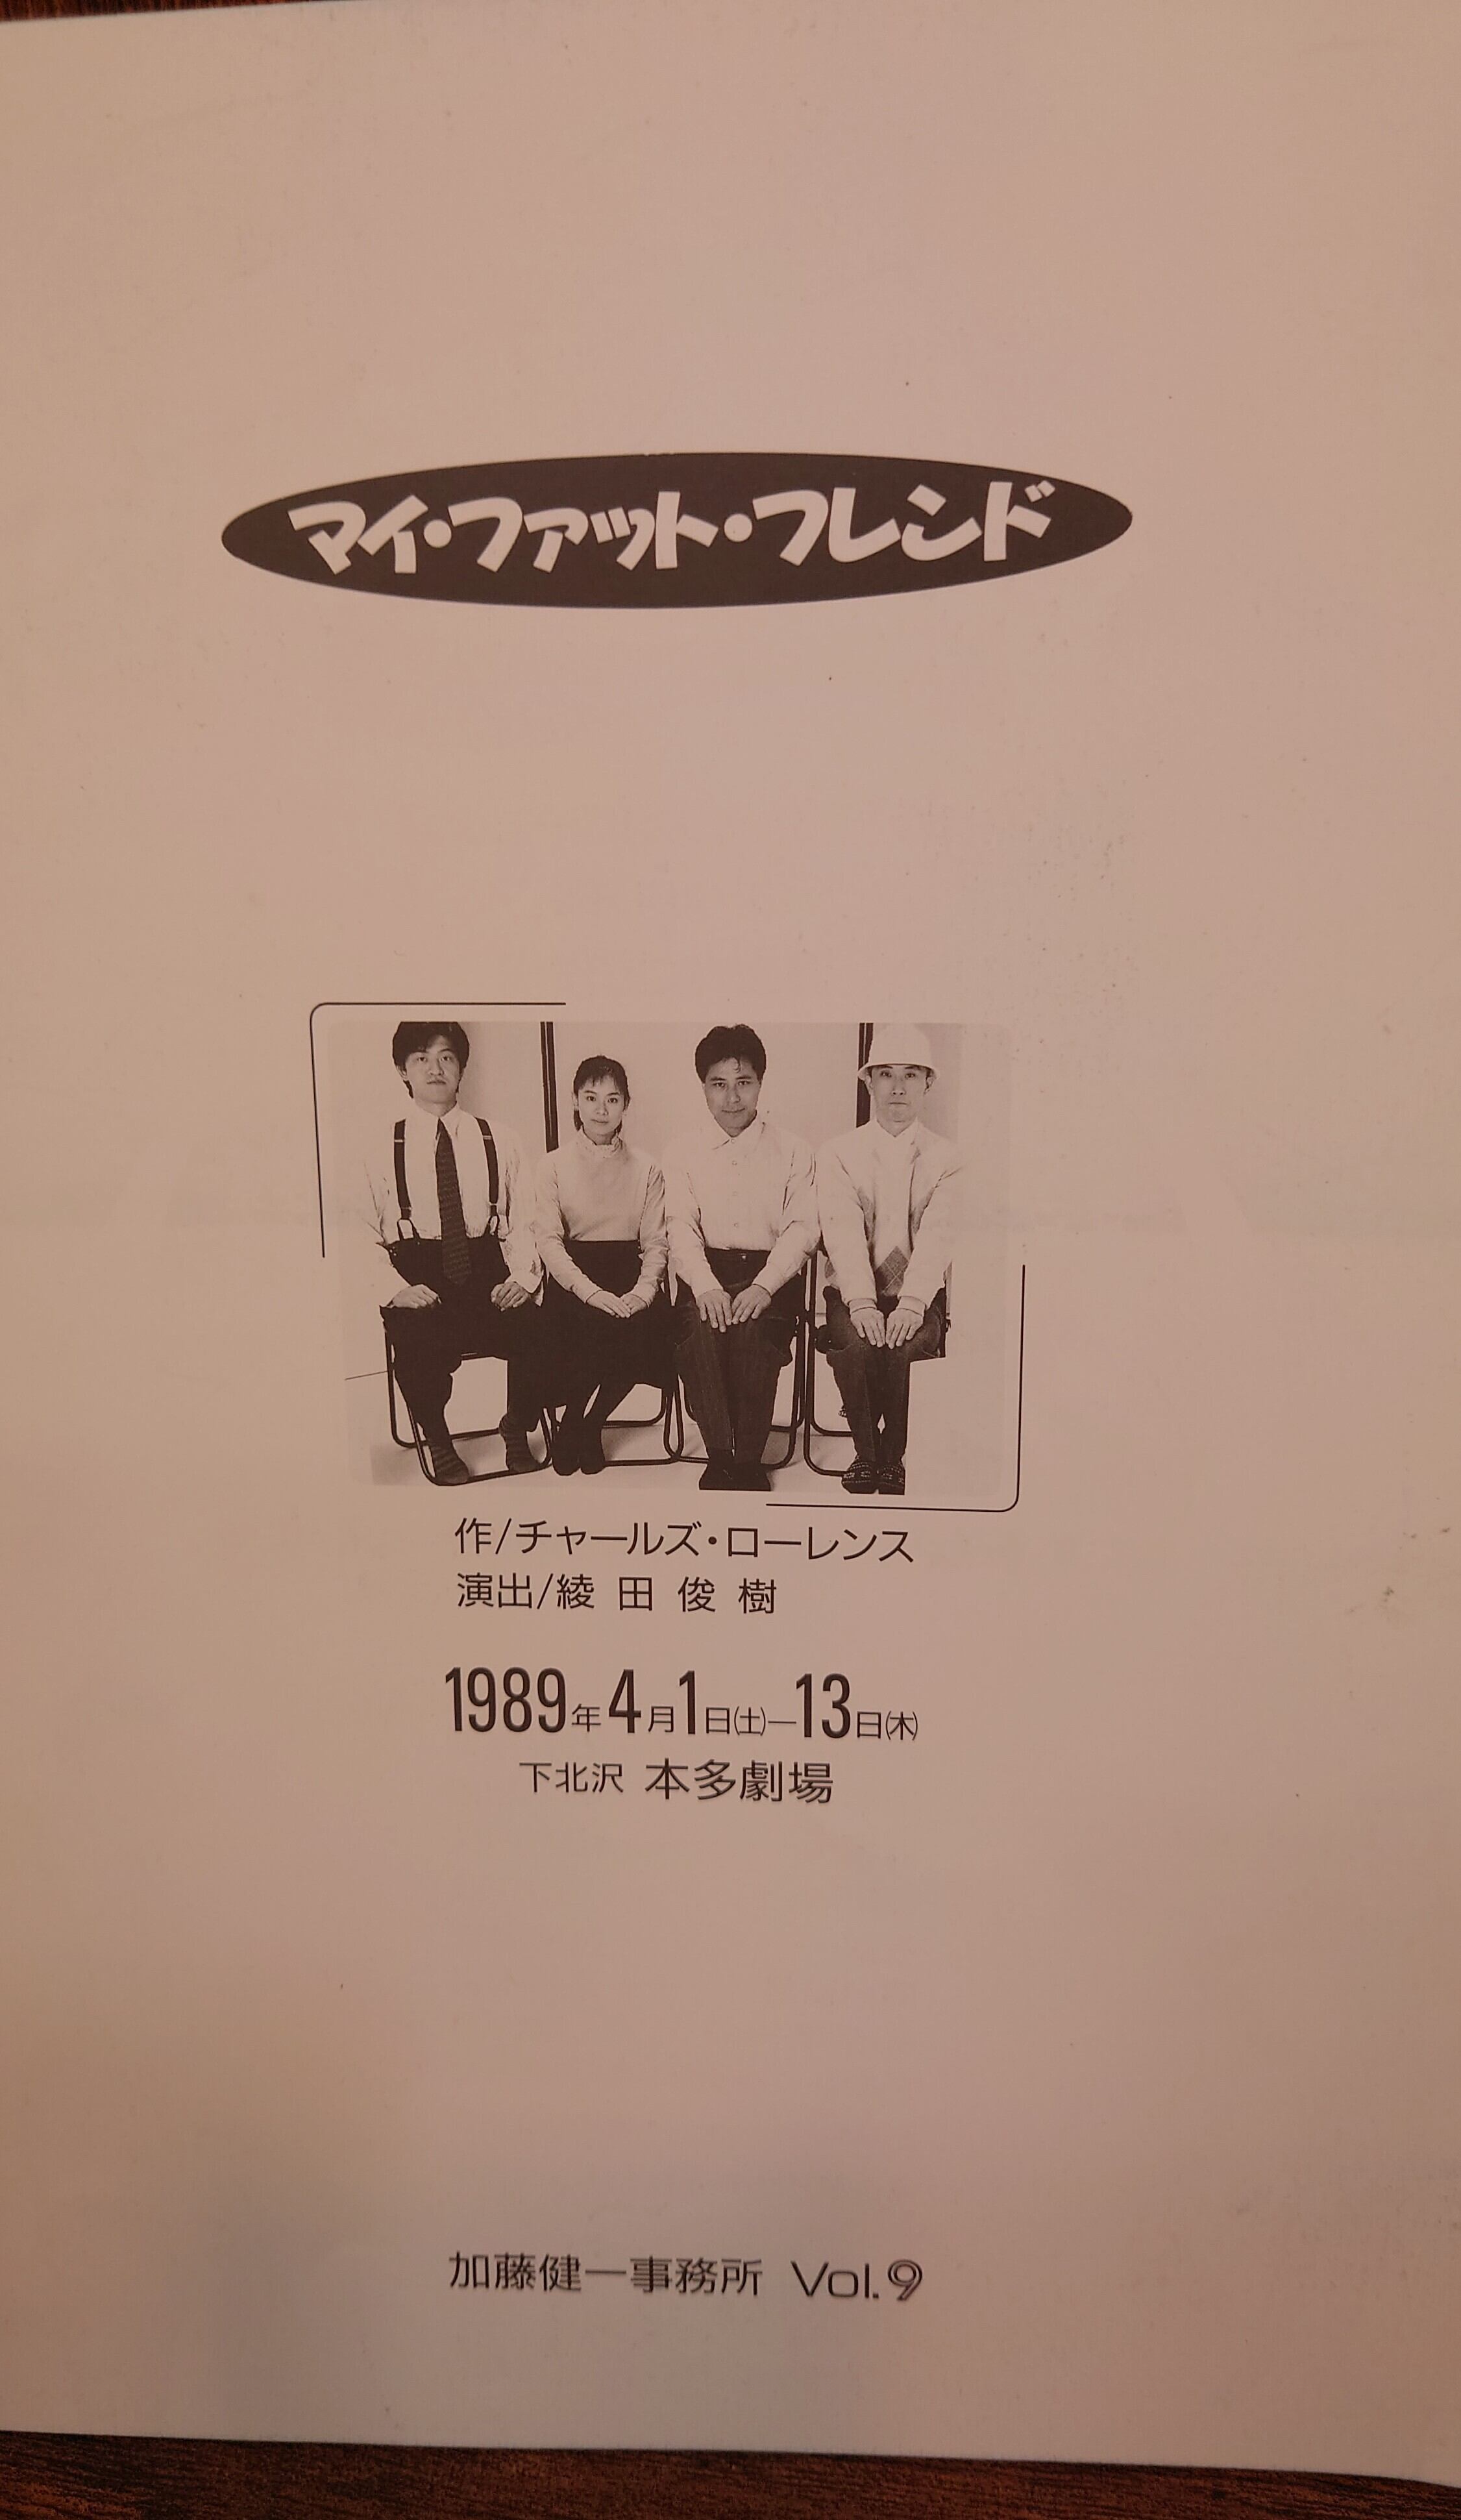 マイ・ファット・フレンド
作/チャールズ・ローレンス
演出/綾田俊樹
1989年4月1日(土)—13日(木)
下北沢 本多劇場
加藤健一事務所 Vol.9